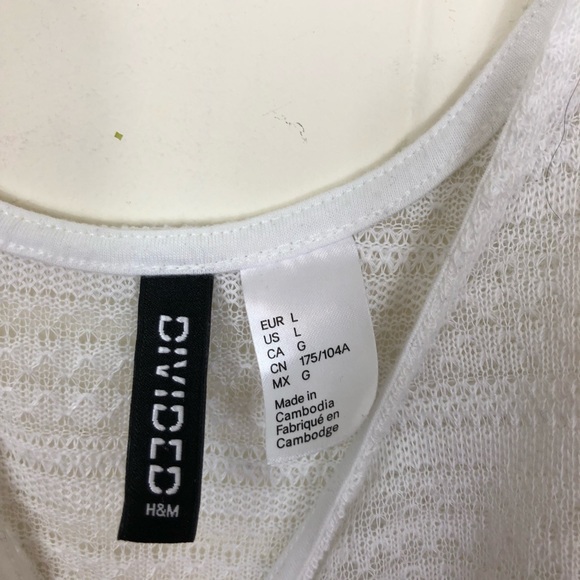 DIVIDED
H&M
EUR L
US L
CA G
CN 175/104A
MX G
Made in
Cambodia
Fabriqué en
Cambodge